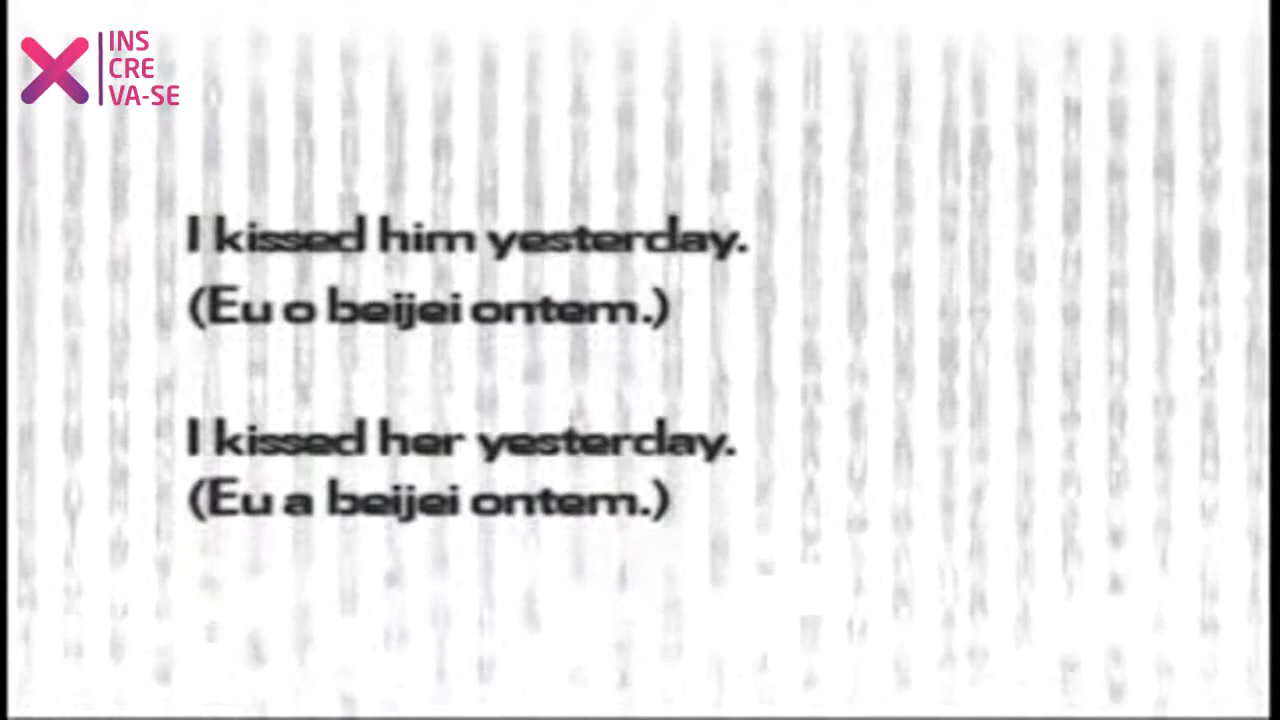 INS
CRE
VA-SE
I kissed him yesterday.
(Eu o beijei ontem.)
I kissed her yesterday.
(Eu a beijei ontem.)